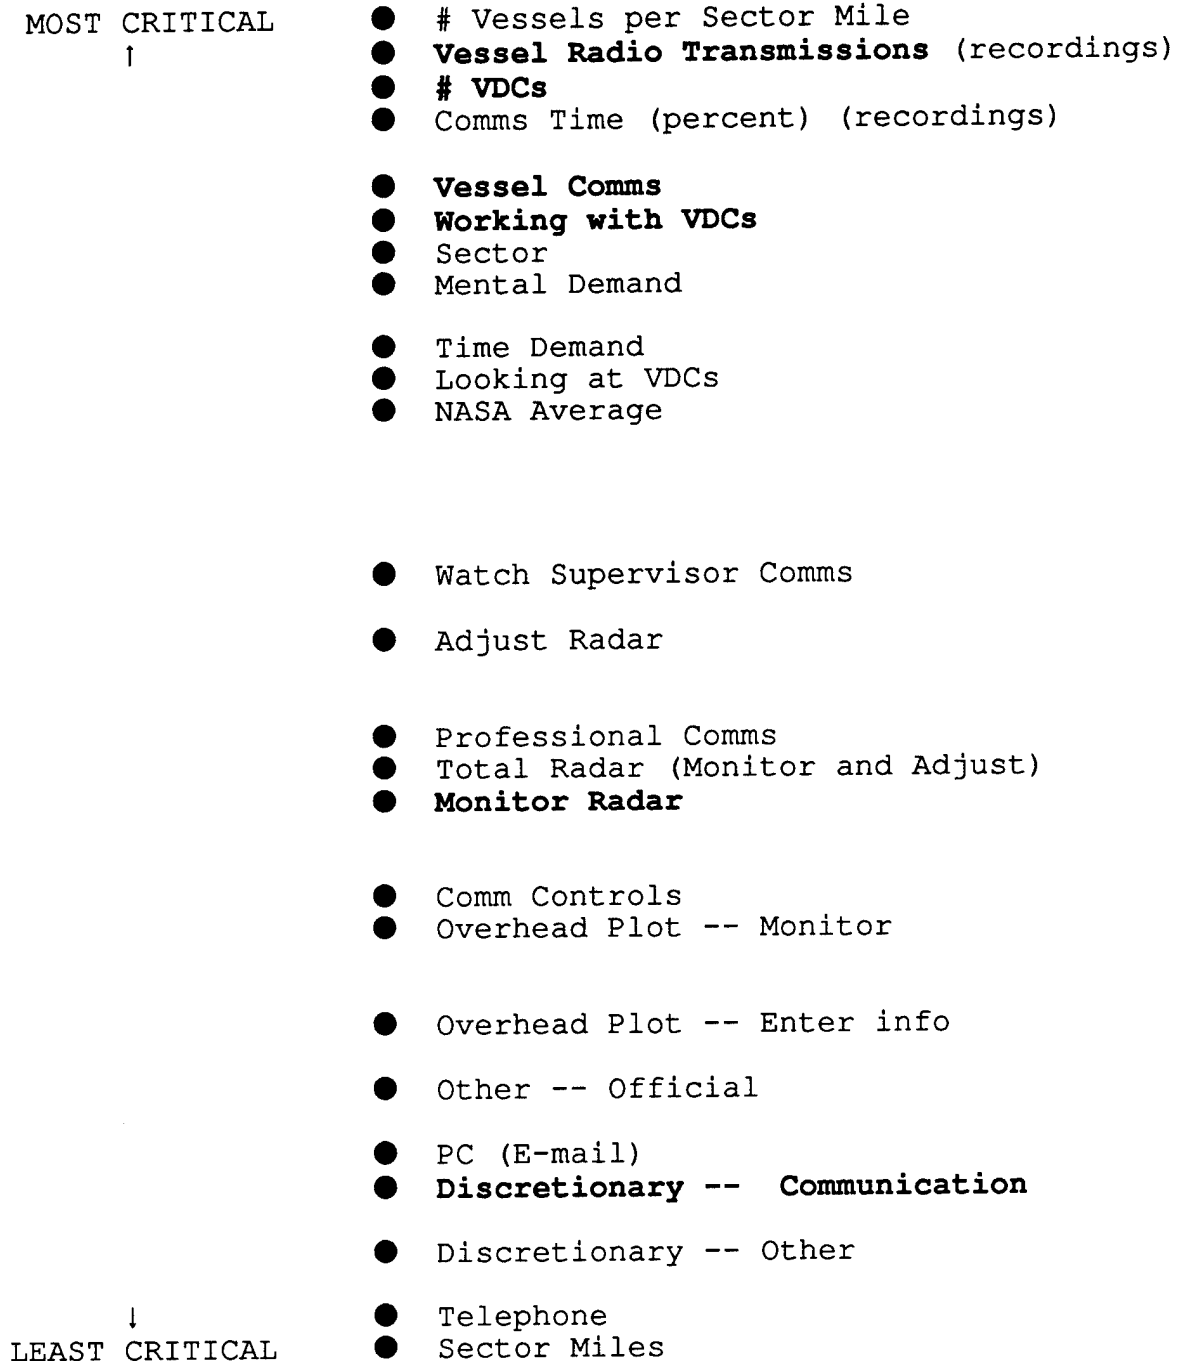 MOST CRITICAL ● # Vessels per Sector Mile
↑ ● Vessel Radio Transmissions (recordings)
● # VDCs
● Comms Time (percent) (recordings)
● Vessel Comms
● Working with VDCs
● Sector
● Mental Demand
● Time Demand
● Looking at VDCs
● NASA Average
● Watch Supervisor Comms
● Adjust Radar
● Professional Comms
● Total Radar (Monitor and Adjust)
● Monitor Radar
● Comm Controls
● Overhead Plot -- Monitor
● Overhead Plot -- Enter info
● Other -- Official
● PC (E-mail)
● Discretionary -- Communication
● Discretionary -- Other
↓ ● Telephone
LEAST CRITICAL ● Sector Miles